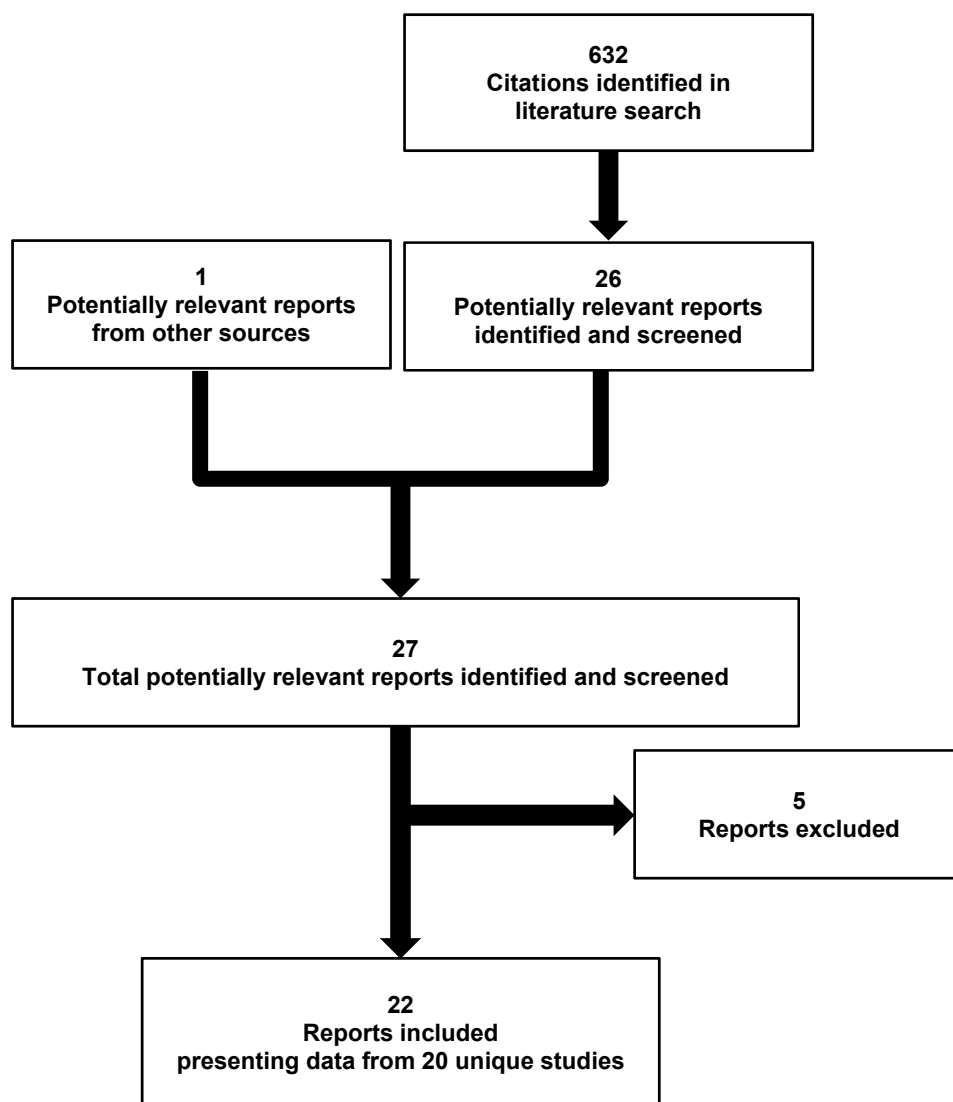 632
Citations identified in
literature search
1
Potentially relevant reports
from other sources
26
Potentially relevant reports
identified and screened
27
Total potentially relevant reports identified and screened
5
Reports excluded
22
Reports included
presenting data from 20 unique studies